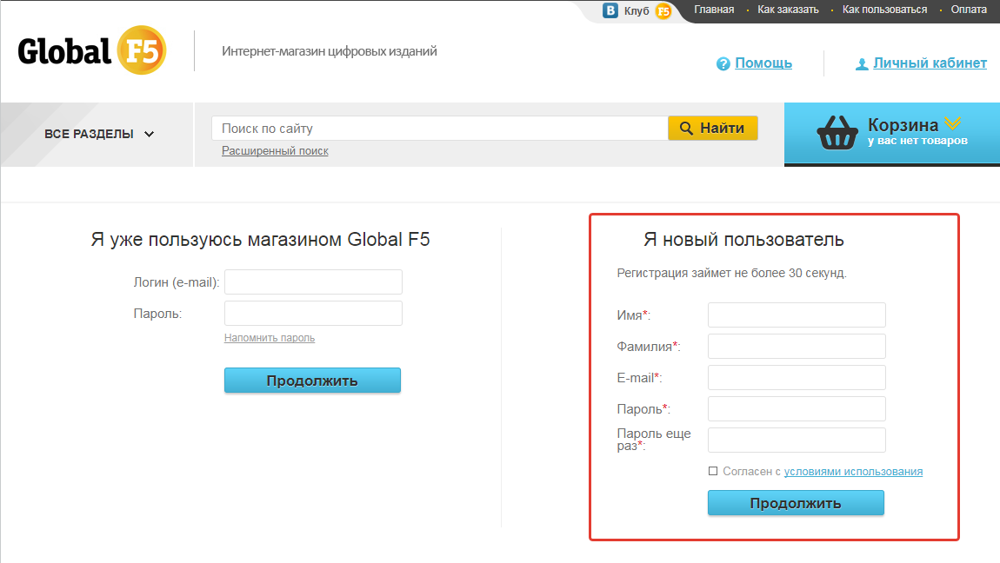 B Клуб F5 Главная · Как заказать · Как пользоваться · Оплата
Global F5
Интернет-магазин цифровых изданий
? Помощь
Личный кабинет
ВСЕ РАЗДЕЛЫ
Поиск по сайту
Найти
Расширенный поиск
Корзина
у вас нет товаров
Я уже пользуюсь магазином Global F5
Логин (e-mail):
Пароль:
Напомнить пароль
Продолжить
Я новый пользователь
Регистрация займет не более 30 секунд.
Имя*:
Фамилия*:
E-mail*:
Пароль*:
Пароль еще
раз*:
Согласен с условиями использования
Продолжить